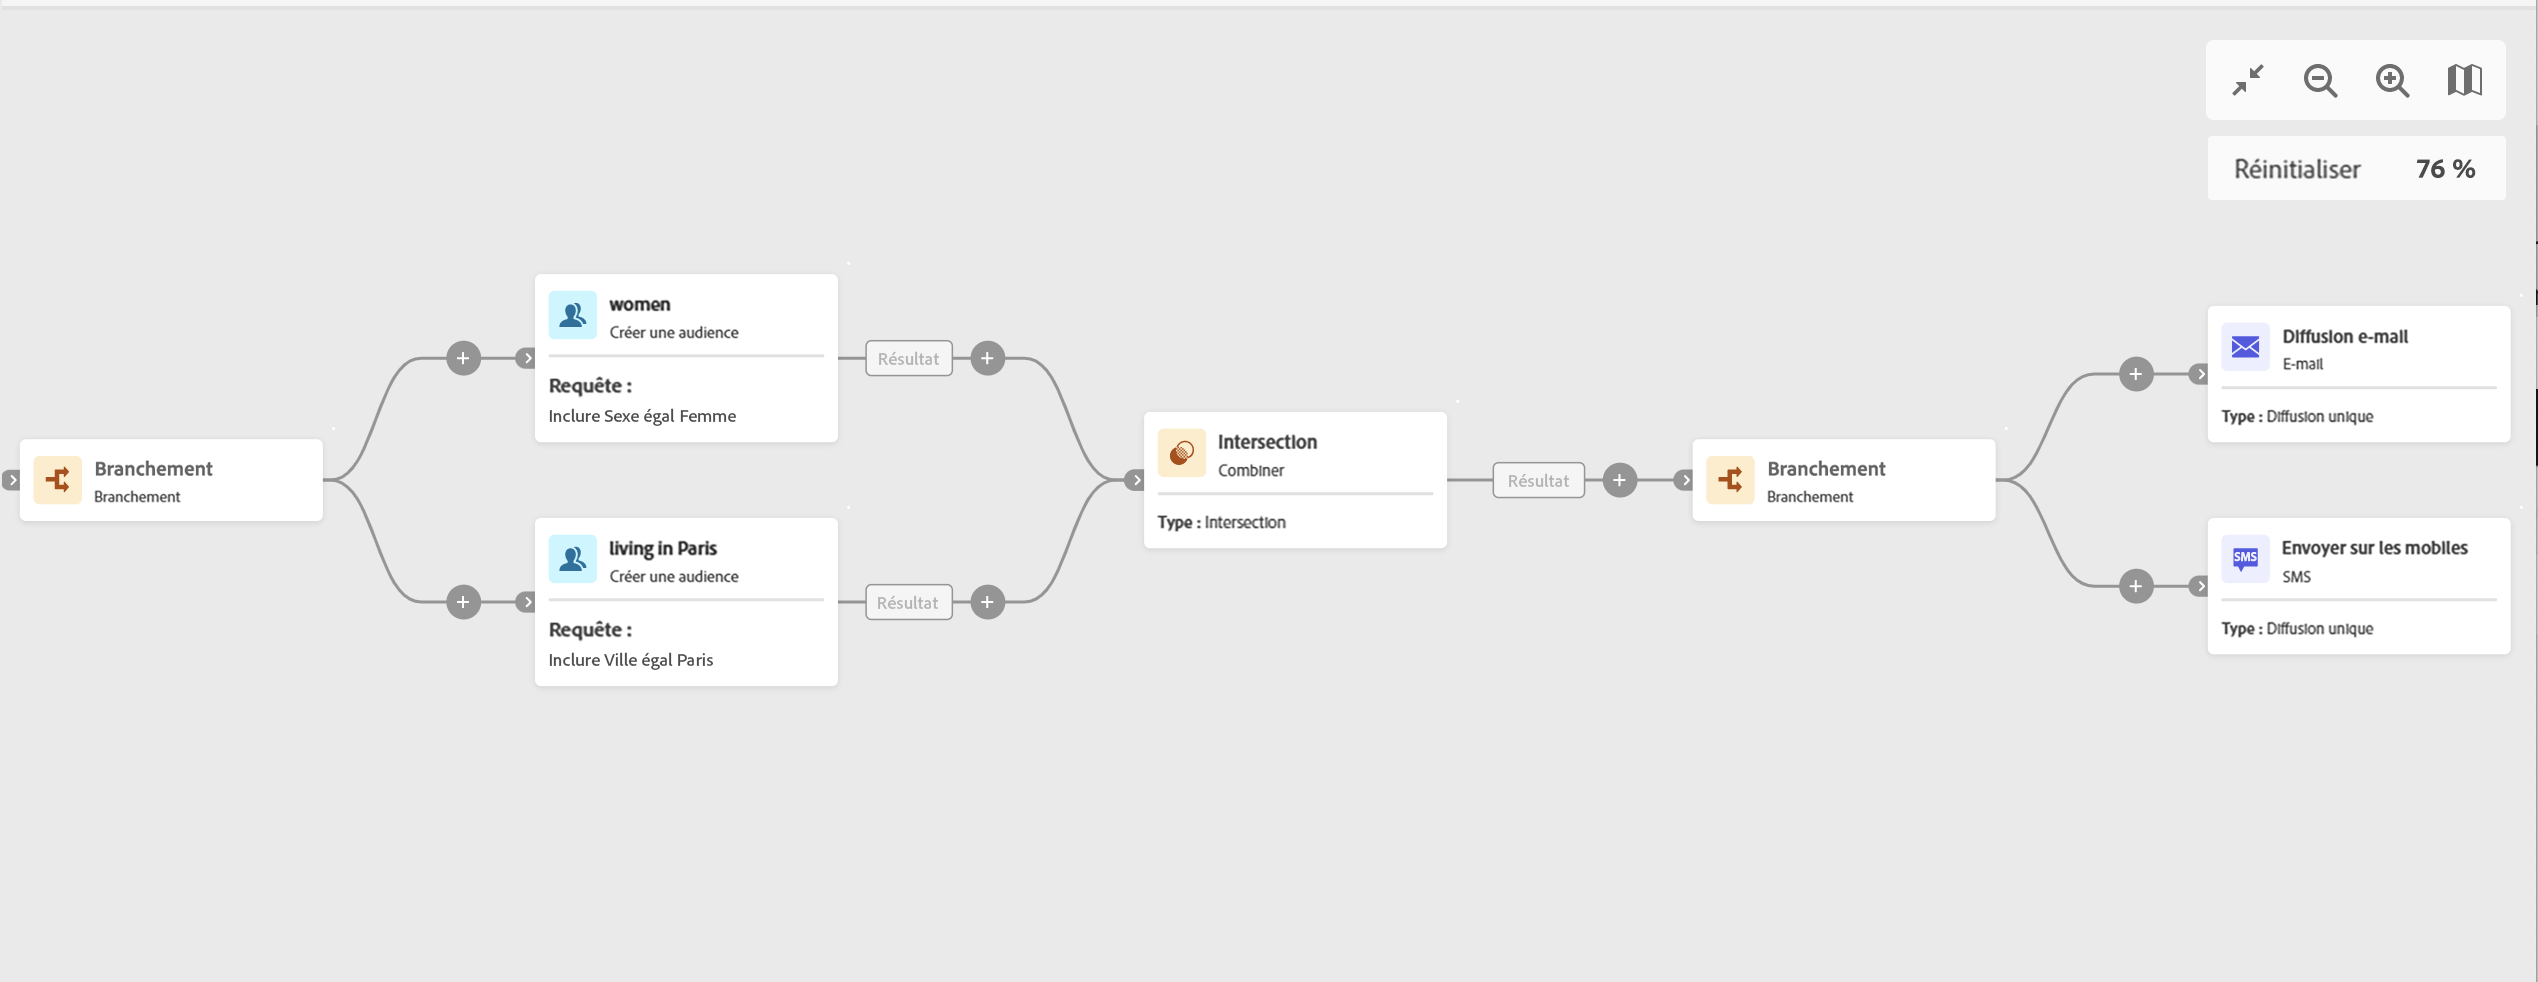 Réinitialiser 76 %
Branchement
Branchement
women
Créer une audience
Requête :
Inclure Sexe égal Femme
Résultat
living in Paris
Créer une audience
Requête :
Inclure Ville égal Paris
Résultat
Intersection
Combiner
Type : Intersection
Résultat
Branchement
Branchement
Diffusion e-mail
E-mail
Type : Diffusion unique
SMS
Envoyer sur les mobiles
SMS
Type : Diffusion unique